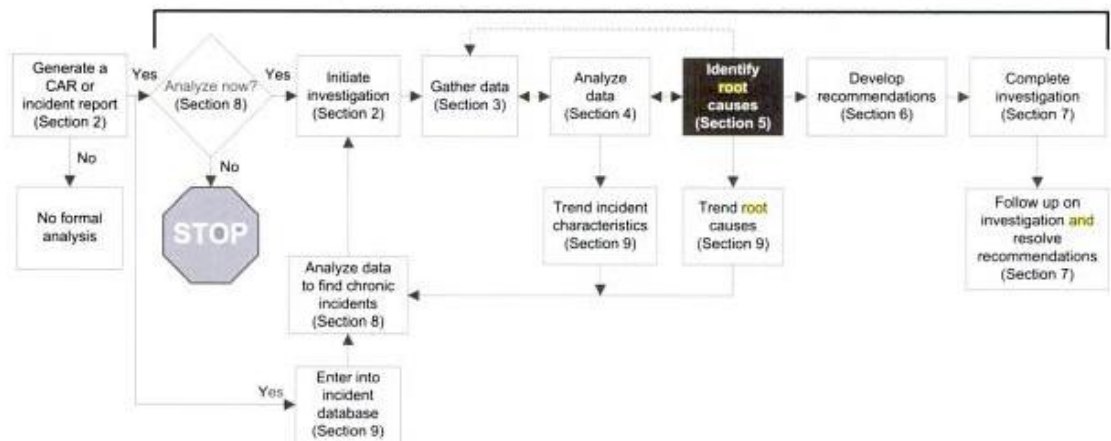 Generate a
CAR or
incident report
(Section 2)
Yes
No
No formal
analysis
Analyze now?
(Section 8)
Yes
No
STOP
Initiate
investigation
(Section 2)
Gather data
(Section 3)
Analyze
data
(Section 4)
Identify
root
causes
(Section 5)
Develop
recommendations
(Section 6)
Complete
investigation
(Section 7)
Trend incident
characteristics
(Section 9)
Trend root
causes
(Section 9)
Follow up on
investigation and
resolve
recommendations
(Section 7)
Analyze data
to find chronic
incidents
(Section 8)
Yes
Enter into
incident
database
(Section 9)